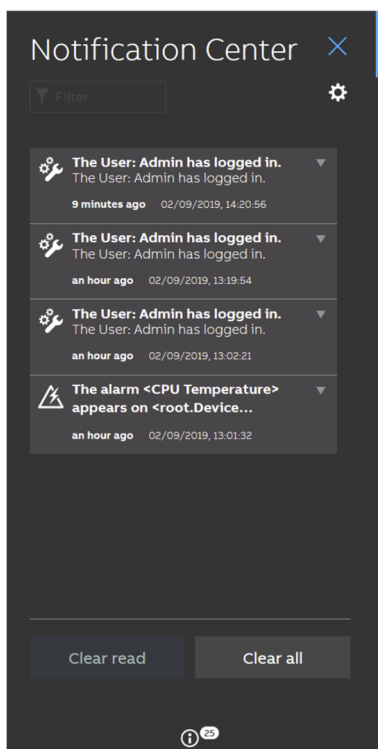 Notification Center
Filter
The User: Admin has logged in.
The User: Admin has logged in.
9 minutes ago 02/09/2019, 14:20:56
The User: Admin has logged in.
The User: Admin has logged in.
an hour ago 02/09/2019, 13:19:54
The User: Admin has logged in.
The User: Admin has logged in.
an hour ago 02/09/2019, 13:02:21
The alarm <CPU Temperature>
appears on <root.Device...
an hour ago 02/09/2019, 13:01:32
Clear read
Clear all
25